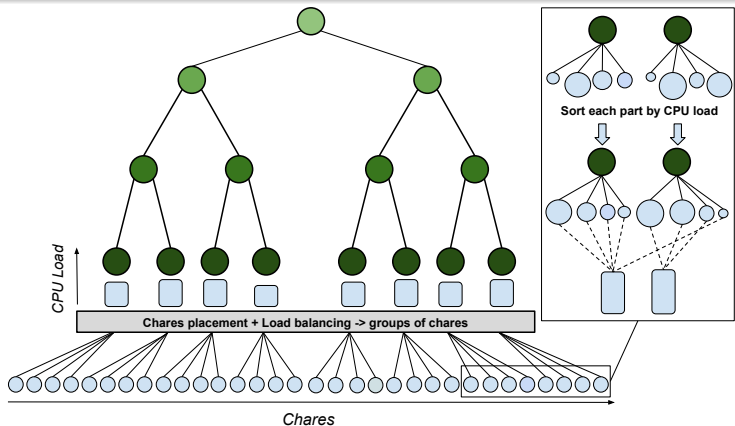 Sort each part by CPU load
CPU Load
Chares placement + Load balancing -> groups of chares
Chares